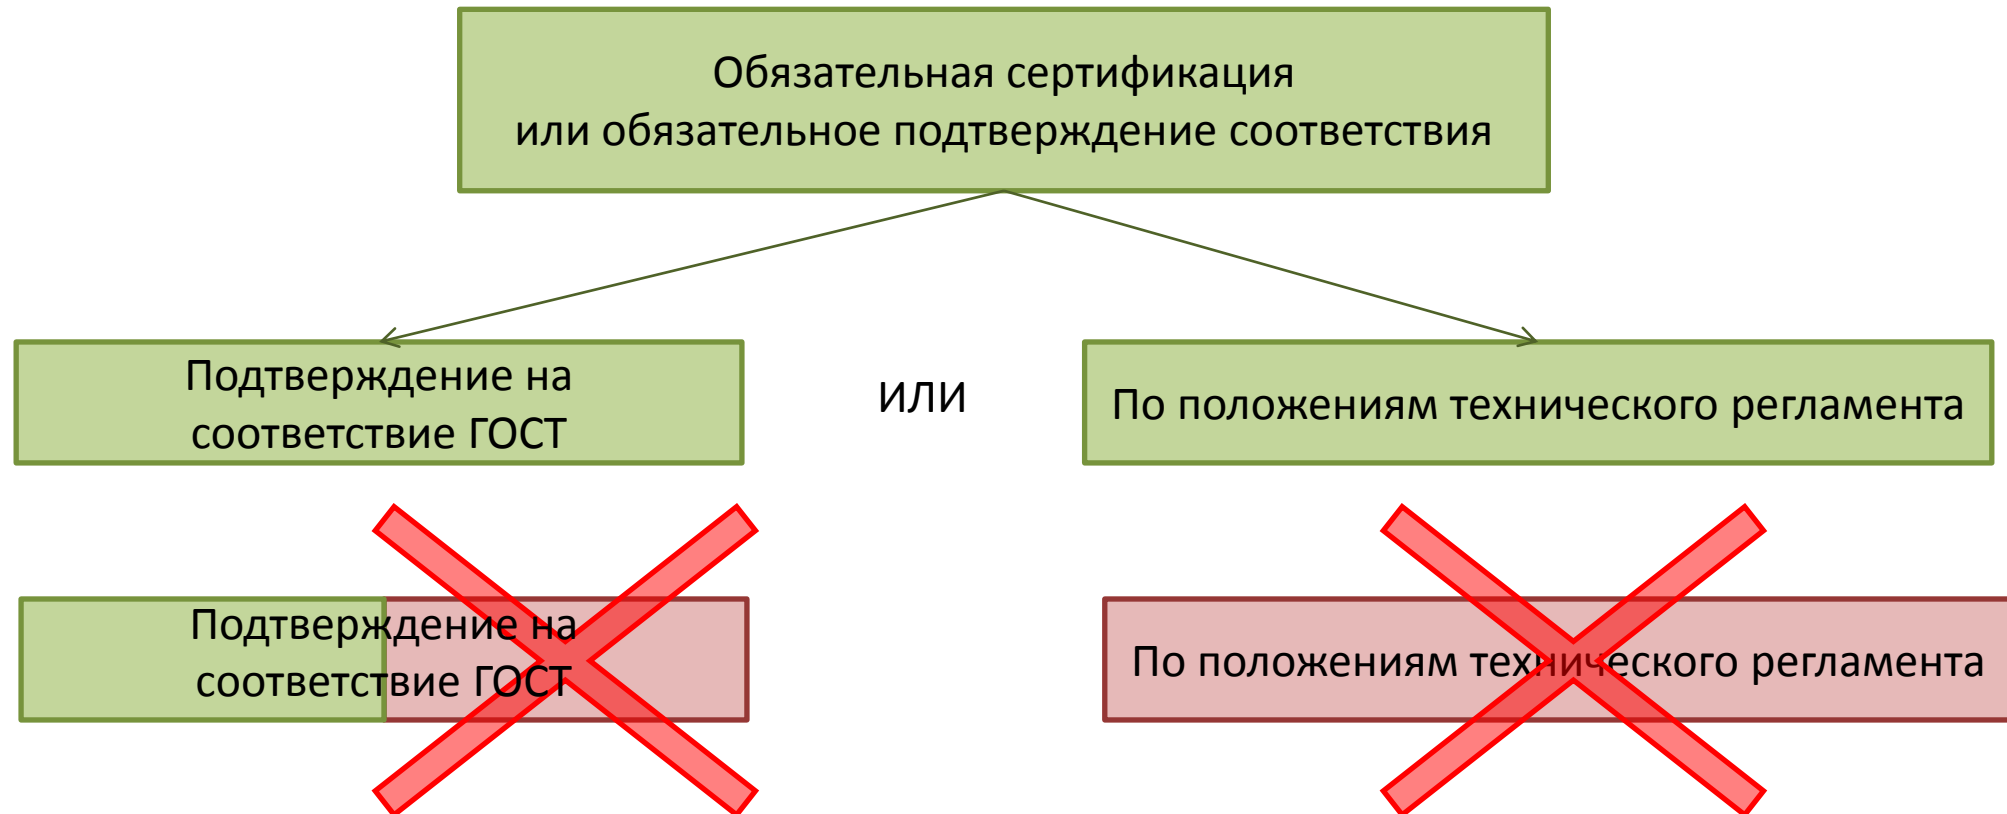 Обязательная сертификация
или обязательное подтверждение соответствия
Подтверждение на
соответствие ГОСТ
ИЛИ
По положениям технического регламента
Подтверждение на
соответствие ГОСТ
По положениям технического регламента